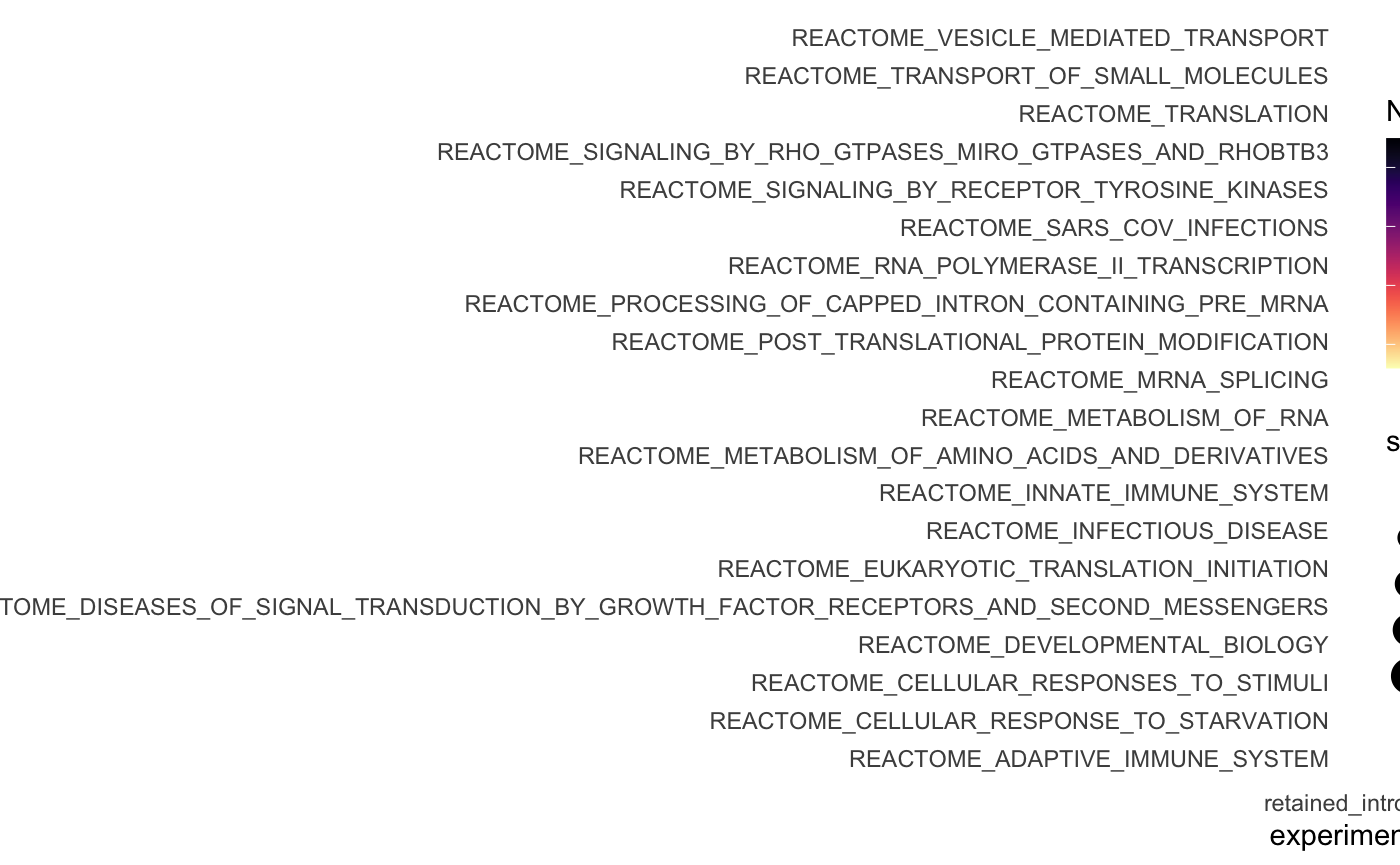 REACTOME_VESICLE_MEDIATED_TRANSPORT
REACTOME_TRANSPORT_OF_SMALL_MOLECULES
REACTOME_TRANSLATION
N
REACTOME_SIGNALING_BY_RHO_GTPASES_MIRO_GTPASES_AND_RHOBTB3
REACTOME_SIGNALING_BY_RECEPTOR_TYROSINE_KINASES
REACTOME_SARS_COV_INFECTIONS
REACTOME_RNA_POLYMERASE_II_TRANSCRIPTION
REACTOME_PROCESSING_OF_CAPPED_INTRON_CONTAINING_PRE_MRNA
REACTOME_POST_TRANSLATIONAL_PROTEIN_MODIFICATION
REACTOME_MRNA_SPLICING
REACTOME_METABOLISM_OF_RNA
s
REACTOME_METABOLISM_OF_AMINO_ACIDS_AND_DERIVATIVES
REACTOME_INNATE_IMMUNE_SYSTEM
REACTOME_INFECTIOUS_DISEASE
REACTOME_EUKARYOTIC_TRANSLATION_INITIATION
TOME_DISEASES_OF_SIGNAL_TRANSDUCTION_BY_GROWTH_FACTOR_RECEPTORS_AND_SECOND_MESSENGERS
REACTOME_DEVELOPMENTAL_BIOLOGY
REACTOME_CELLULAR_RESPONSES_TO_STIMULI
REACTOME_CELLULAR_RESPONSE_TO_STARVATION
REACTOME_ADAPTIVE_IMMUNE_SYSTEM
retained_intro
experimen